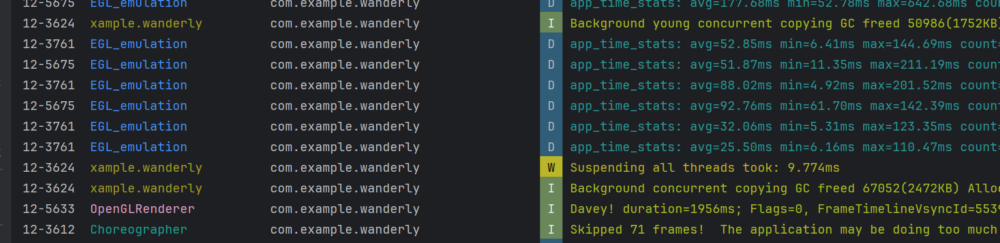 12-5675 EGL_emulation com.example.wanderly D app_time_stats: avg=177.68ms min=52.78ms max=642.68ms
12-3624 xample.wanderly com.example.wanderly I Background young concurrent copying GC freed 50986(1752KB)
12-3761 EGL_emulation com.example.wanderly D app_time_stats: avg=52.85ms min=6.41ms max=144.69ms count=
12-5675 EGL_emulation com.example.wanderly D app_time_stats: avg=51.87ms min=11.35ms max=211.19ms count
12-3761 EGL_emulation com.example.wanderly D app_time_stats: avg=88.02ms min=4.92ms max=201.52ms count=
12-5675 EGL_emulation com.example.wanderly D app_time_stats: avg=92.76ms min=61.70ms max=142.39ms count
12-3761 EGL_emulation com.example.wanderly D app_time_stats: avg=32.06ms min=5.31ms max=123.35ms count=
12-3761 EGL_emulation com.example.wanderly D app_time_stats: avg=25.50ms min=6.16ms max=110.47ms count=
12-3624 xample.wanderly com.example.wanderly W Suspending all threads took: 9.774ms
12-3624 xample.wanderly com.example.wanderly I Background concurrent copying GC freed 67052(2472KB) Alloc
12-5633 OpenGLRenderer com.example.wanderly I Davey! duration=1956ms; Flags=0, FrameTimelineVsyncId=5539
12-3612 Choreographer com.example.wanderly I Skipped 71 frames!  The application may be doing too much